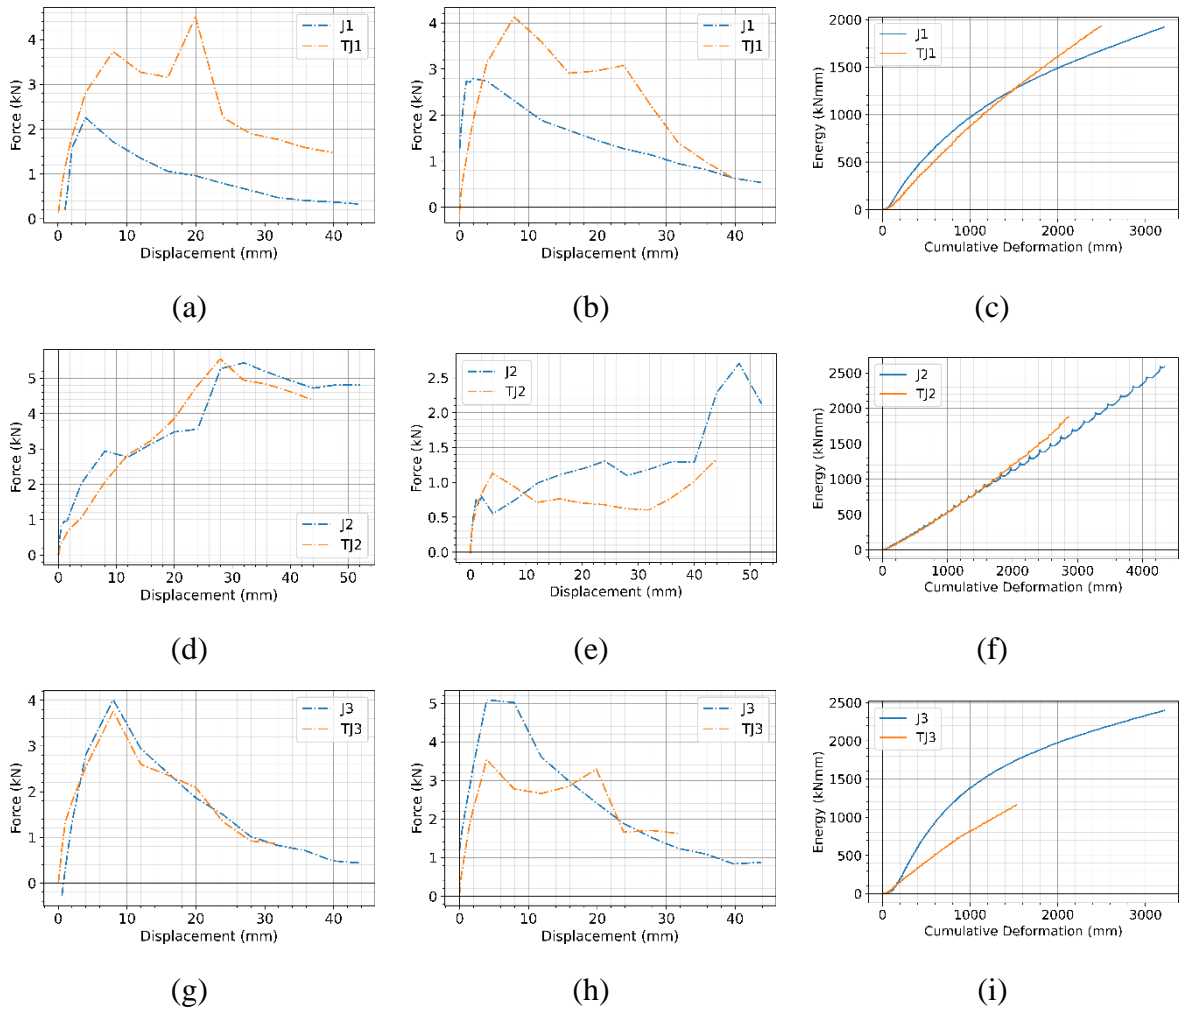 J1
TJ1
Force (kN)
4
3
2
1
0
0 10 20 30 40
Displacement (mm)
(a)
J1
TJ1
Force (kN)
4
3
2
1
0
0 10 20 30 40
Displacement (mm)
(b)
J1
TJ1
Energy (kNmm)
2000
1500
1000
500
0
0 1000 2000 3000
Cumulative Deformation (mm)
(c)
J2
TJ2
Force (kN)
5
4
3
2
1
0
0 10 20 30 40 50
Displacement (mm)
(d)
J2
TJ2
Force (kN)
2.5
2.0
1.5
1.0
0.5
0.0
0 10 20 30 40 50
Displacement (mm)
(e)
J2
TJ2
Energy (kNmm)
2500
2000
1500
1000
500
0
0 1000 2000 3000 4000
Cumulative Deformation (mm)
(f)
J3
TJ3
Force (kN)
4
3
2
1
0
0 10 20 30 40
Displacement (mm)
(g)
J3
TJ3
Force (kN)
5
4
3
2
1
0
0 10 20 30 40
Displacement (mm)
(h)
J3
TJ3
Energy (kNmm)
2500
2000
1500
1000
500
0
0 1000 2000 3000
Cumulative Deformation (mm)
(i)